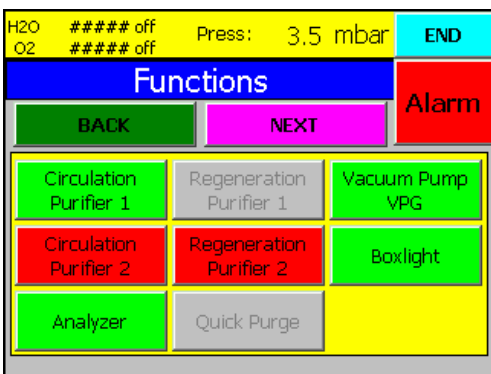 H2O ##### off Press: 3.5 mbar END
O2 ##### off
Functions
Alarm
BACK NEXT
Circulation Regeneration Vacuum Pump
Purifier 1 Purifier 1 VPG
Circulation Regeneration Boxlight
Purifier 2 Purifier 2
Analyzer Quick Purge